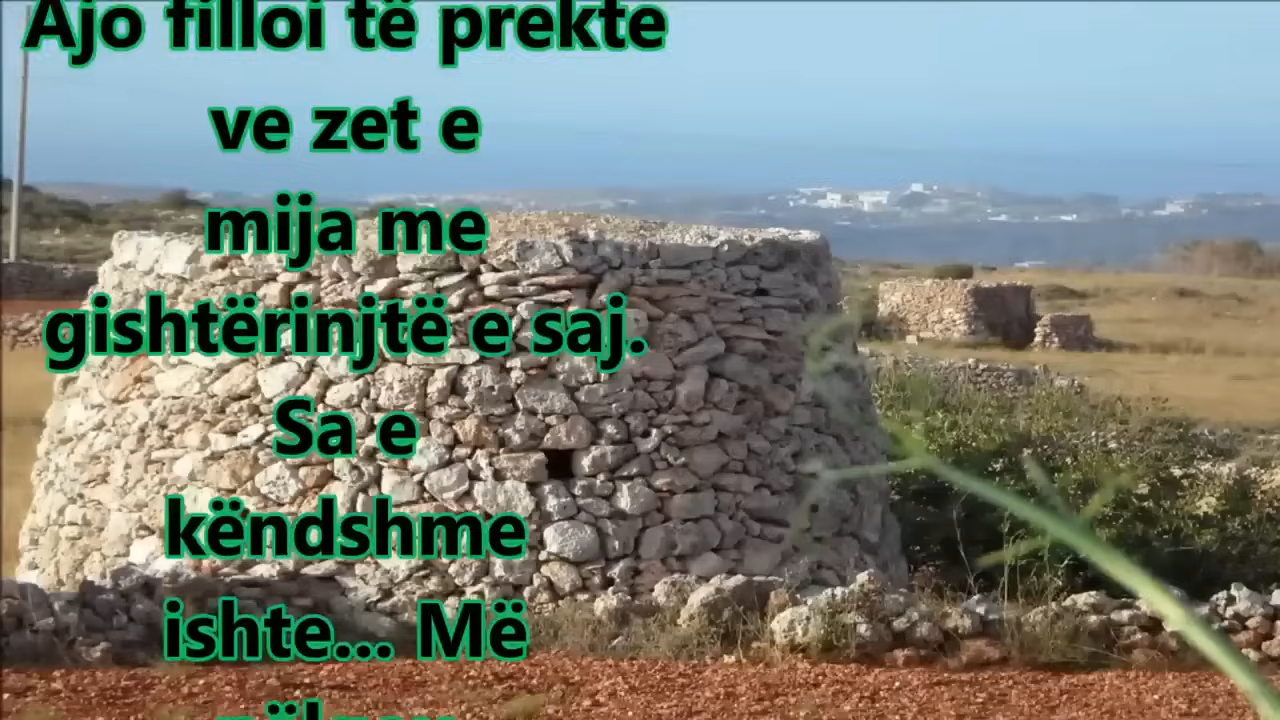 Ajo filloi të prekte
ve zet e
mija me
gishtërinjtë e saj.
Sa e
këndshme
ishte... Më